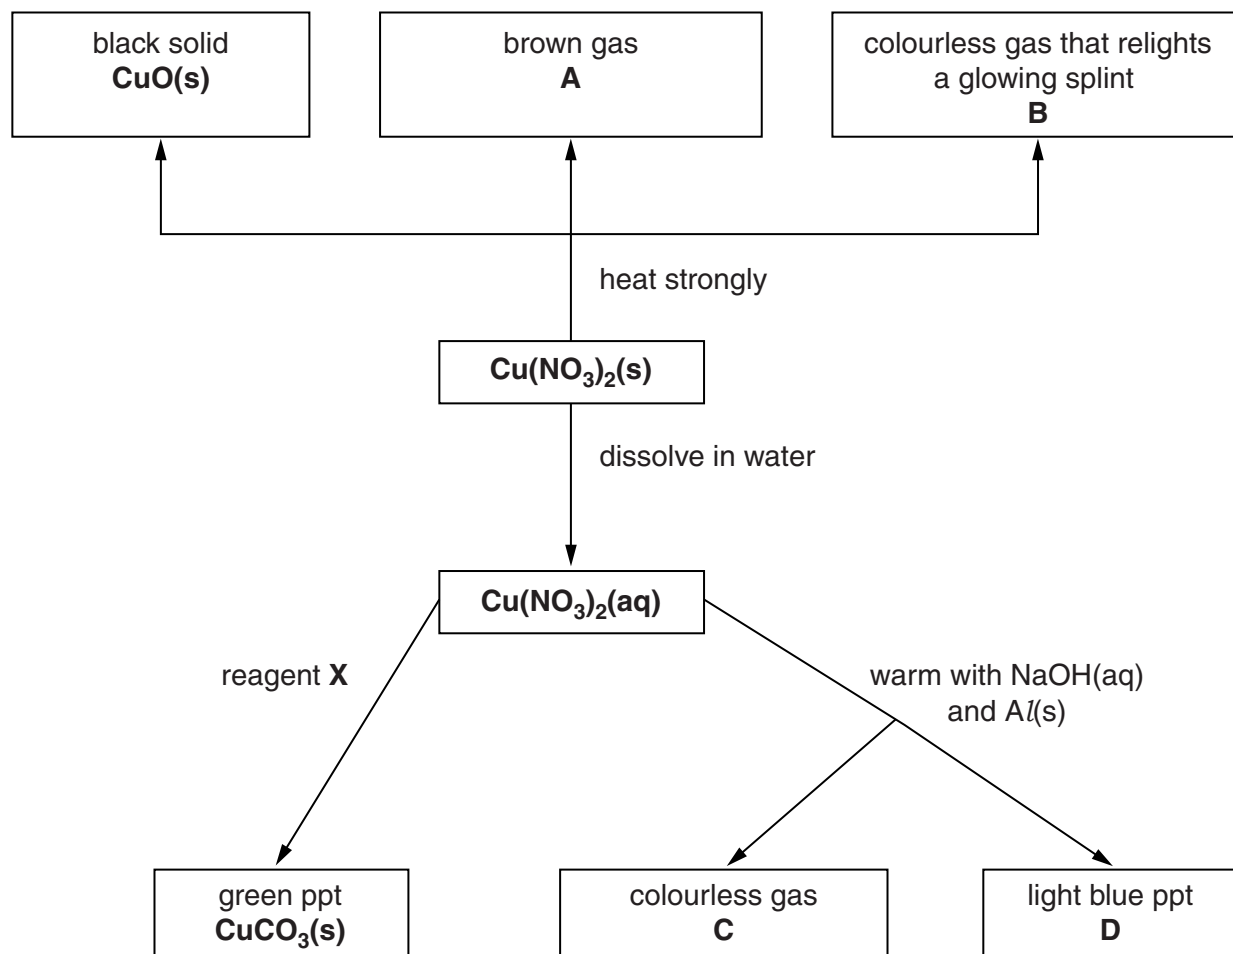 black solid
CuO(s)
brown gas
A
colourless gas that relights
a glowing splint
B
heat strongly
Cu(NO₃)₂(s)
dissolve in water
Cu(NO₃)₂(aq)
reagent X
warm with NaOH(aq)
and Al(s)
green ppt
CuCO₃(s)
colourless gas
C
light blue ppt
D